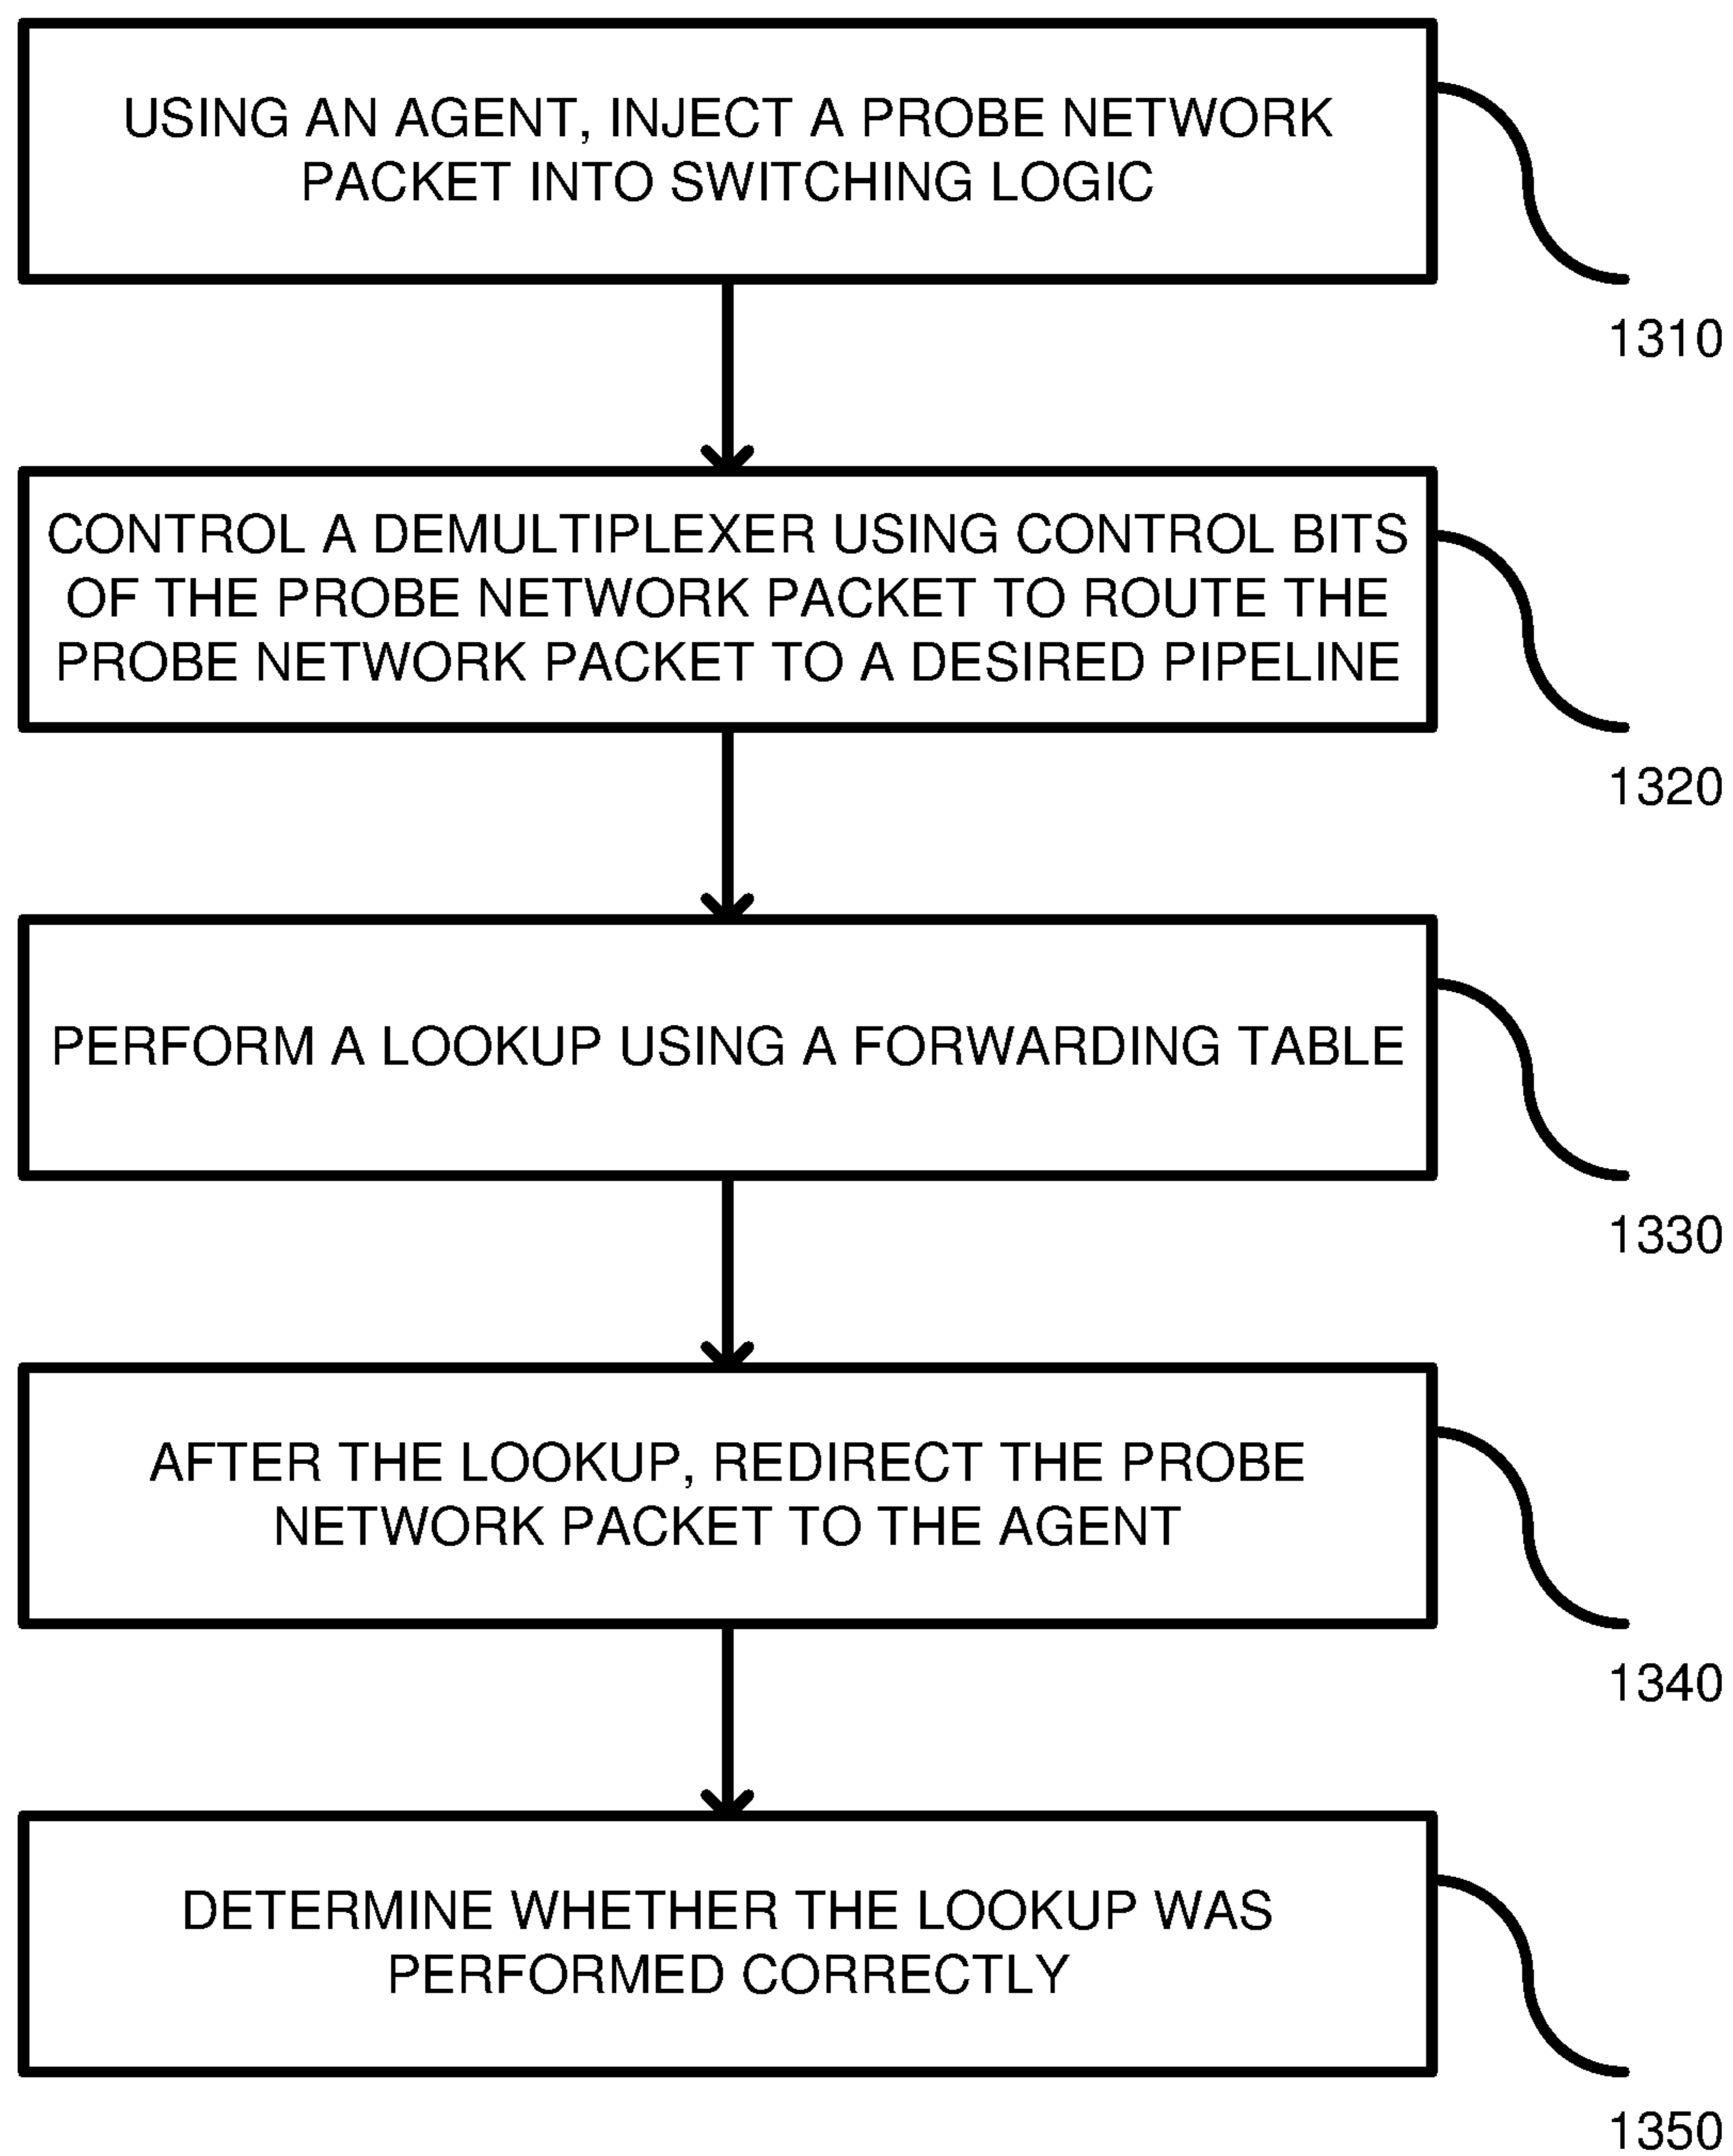 USING AN AGENT, INJECT A PROBE NETWORK
PACKET INTO SWITCHING LOGIC
1310
CONTROL A DEMULTIPLEXER USING CONTROL BITS
OF THE PROBE NETWORK PACKET TO ROUTE THE
PROBE NETWORK PACKET TO A DESIRED PIPELINE
1320
PERFORM A LOOKUP USING A FORWARDING TABLE
1330
AFTER THE LOOKUP, REDIRECT THE PROBE
NETWORK PACKET TO THE AGENT
1340
DETERMINE WHETHER THE LOOKUP WAS
PERFORMED CORRECTLY
1350